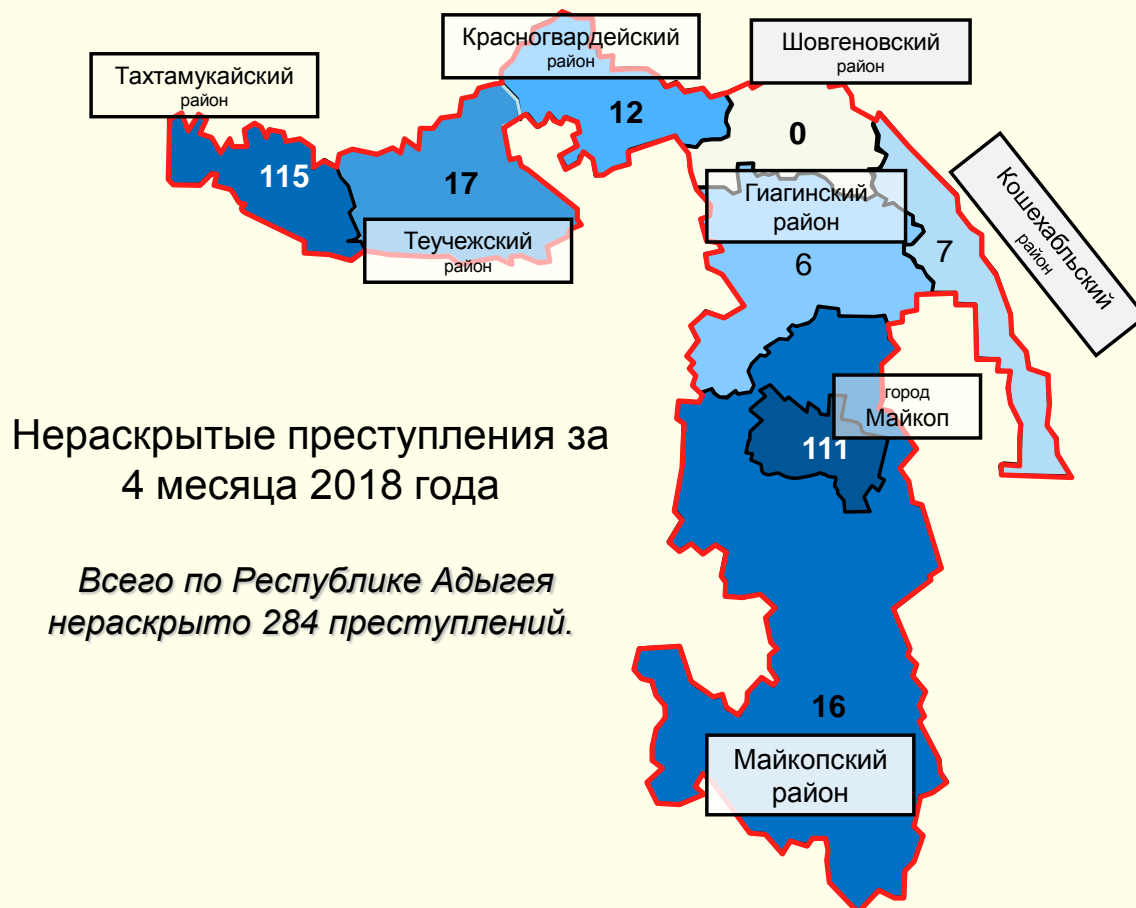 Красногвардейский
район
Шовгеновский
район
Тахтамукайский
район
12
0
115
17
Кошехабльский
район
Гиагинский
район
Теучежский
район
7
6
город
Майкоп
111
Нераскрытые преступления за
4 месяца 2018 года
Всего по Республике Адыгея
нераскрыто 284 преступлений.
16
Майкопский
район